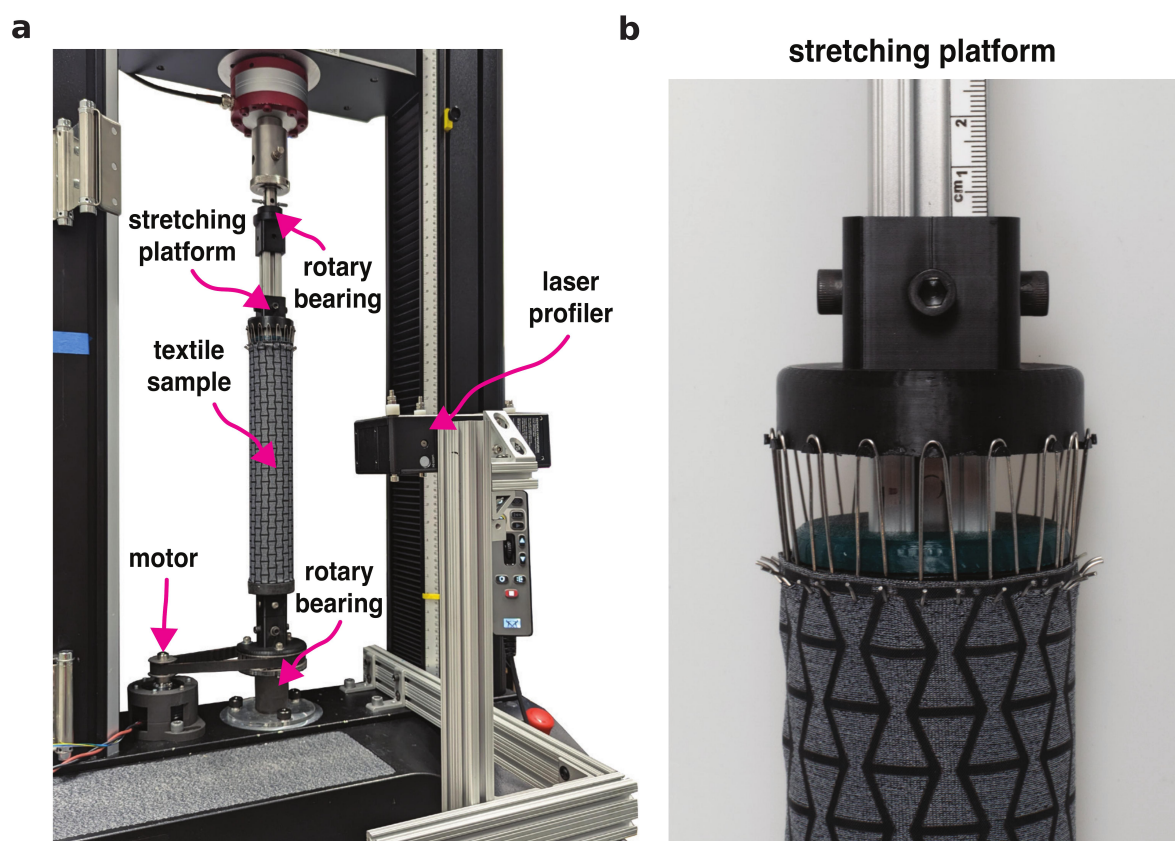 a
b
stretching platform
stretching
platform
rotary
bearing
laser
profiler
textile
sample
motor
rotary
bearing
2
1
cm